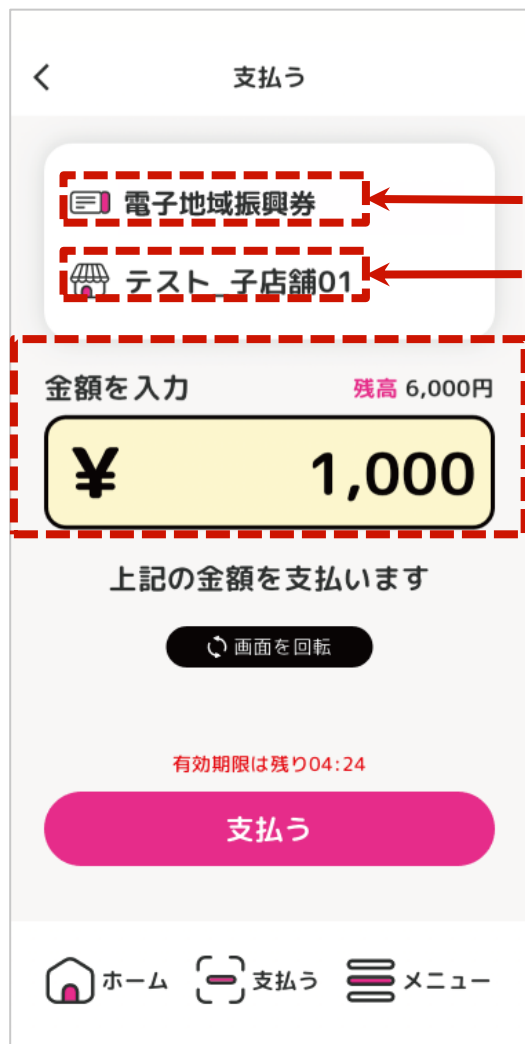 支払う
電子地域振興券
テスト_子店舗01
金額を入力 残高 6,000円
¥ 1,000
上記の金額を支払います
画面を回転
有効期限は残り04:24
支払う
ホーム 支払う メニュー